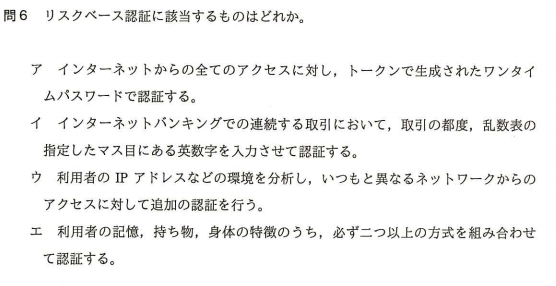 問6 リスクベース認証に該当するものはどれか。
ア インターネットからの全てのアクセスに対し，トークンで生成されたワンタイ
ムパスワードで認証する。
イ インターネットバンキングでの連続する取引において，取引の都度，乱数表の
指定したマス目にある英数字を入力させて認証する。
ウ 利用者の IP アドレスなどの環境を分析し，いつもと異なるネットワークからの
アクセスに対して追加の認証を行う。
エ 利用者の記憶，持ち物，身体の特徴のうち，必ず二つ以上の方式を組み合わせ
て認証する。